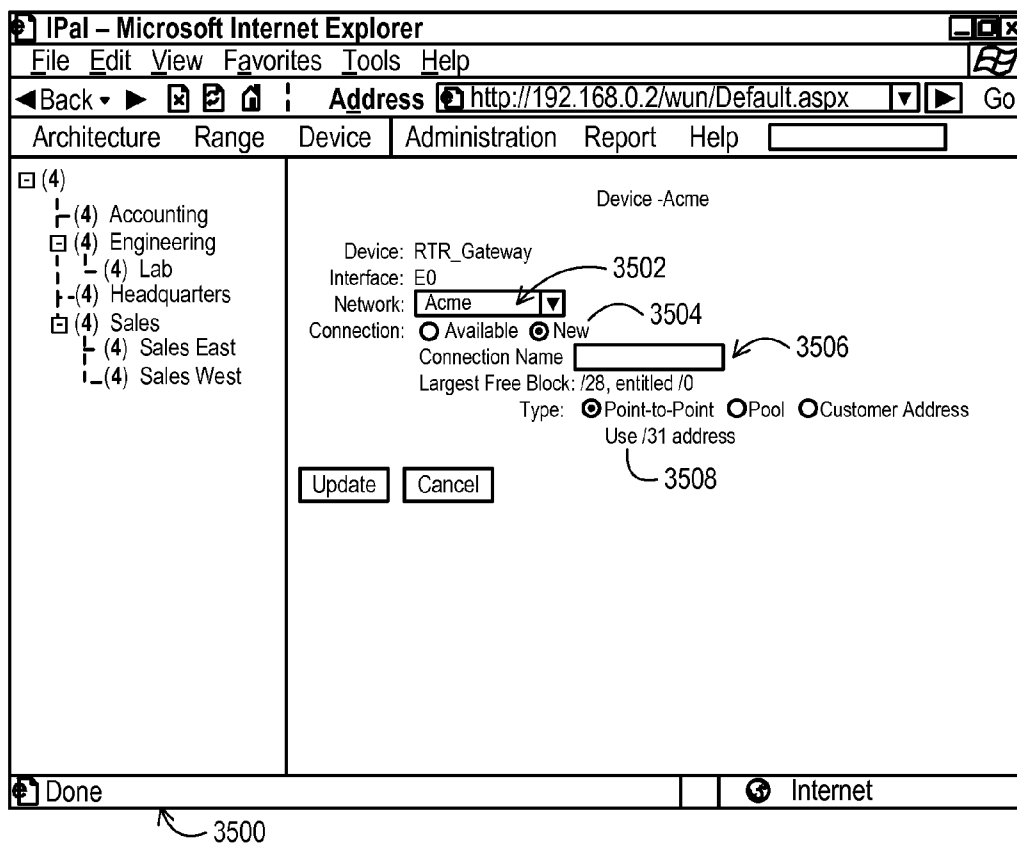 IPal – Microsoft Internet Explorer
File Edit View Favorites Tools Help
Back Address http://192.168.0.2/wun/Default.aspx Go
Architecture Range Device Administration Report Help
(4)
(4) Accounting
(4) Engineering
(4) Lab
(4) Headquarters
(4) Sales
(4) Sales East
(4) Sales West
Device -Acme
Device: RTR_Gateway
Interface: E0
3502
Network: Acme
3504
Connection: Available New
Connection Name
3506
Largest Free Block: /28, entitled /0
Type: Point-to-Point Pool Customer Address
Use /31 address
3508
Update Cancel
Done Internet
3500